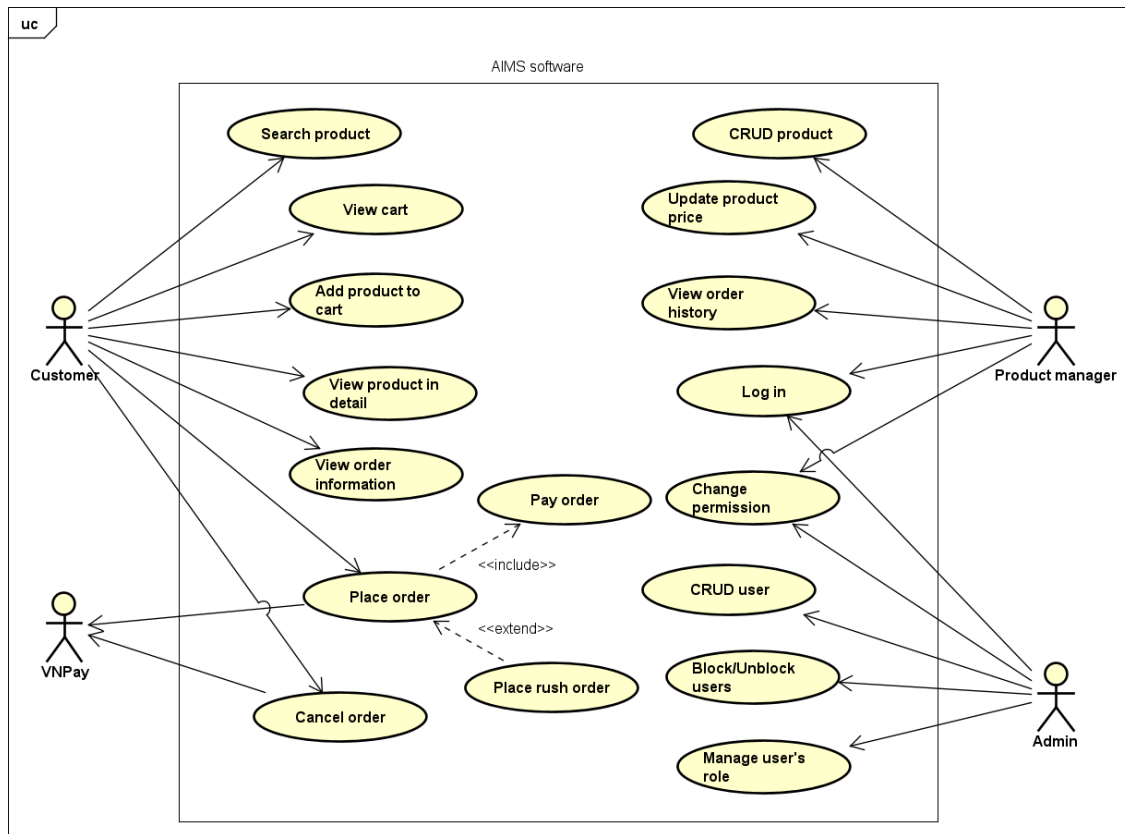 uc
AIMS software
Search product
CRUD product
View cart
Update product
price
Add product to
cart
View order
history
Customer
Product manager
View product in
detail
Log in
View order
information
Pay order
Change
permission
<<include>>
Place order
CRUD user
<<extend>>
VNPay
Place rush order
Block/Unblock
users
Cancel order
Admin
Manage user's
role